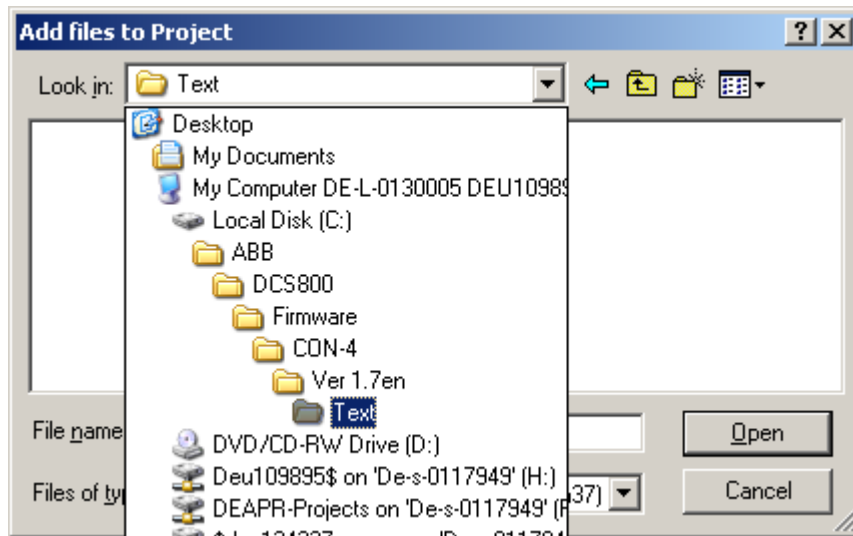 Add files to Project
Look in: Text
Desktop
My Documents
My Computer DE-L-0130005 DEU10989
Local Disk (C:)
ABB
DCS800
Firmware
CON-4
Ver 1.7en
Text
File name
Open
DVD/CD-RW Drive (D:)
Deu109895$ on 'De-s-0117949' (H:)
Files of ty
37)
Cancel
DEAPR-Projects on 'De-s-0117949' (F